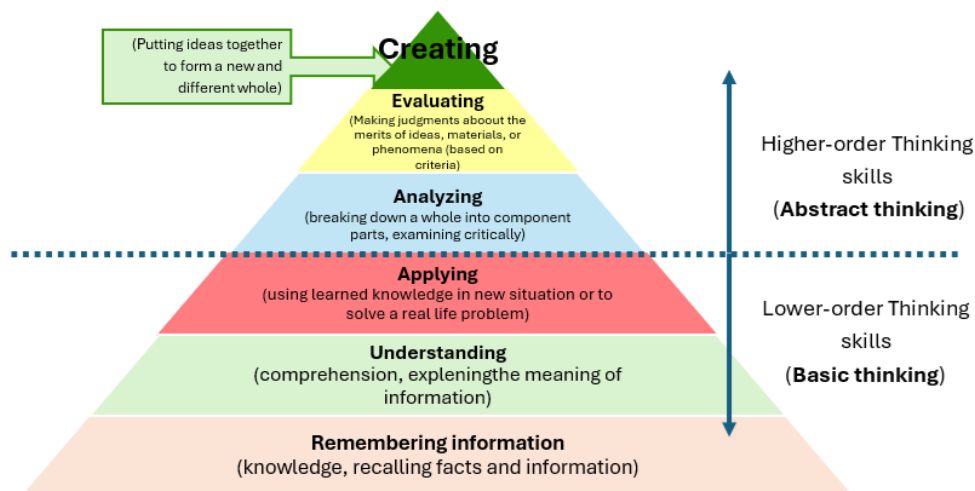 Creating
(Putting ideas together
to form a new and
different whole)
Evaluating
(Making judgments aboout the
merits of ideas, materials, or
phenomena (based on
criteria)
Analyzing
(breaking down a whole into component
parts, examining critically)
Higher-order Thinking
skills
(Abstract thinking)
Applying
(using learned knowledge in new situation or to
solve a real life problem)
Understanding
(comprehension, expleningthe meaning of
information)
Lower-order Thinking
skills
(Basic thinking)
Remembering information
(knowledge, recalling facts and information)